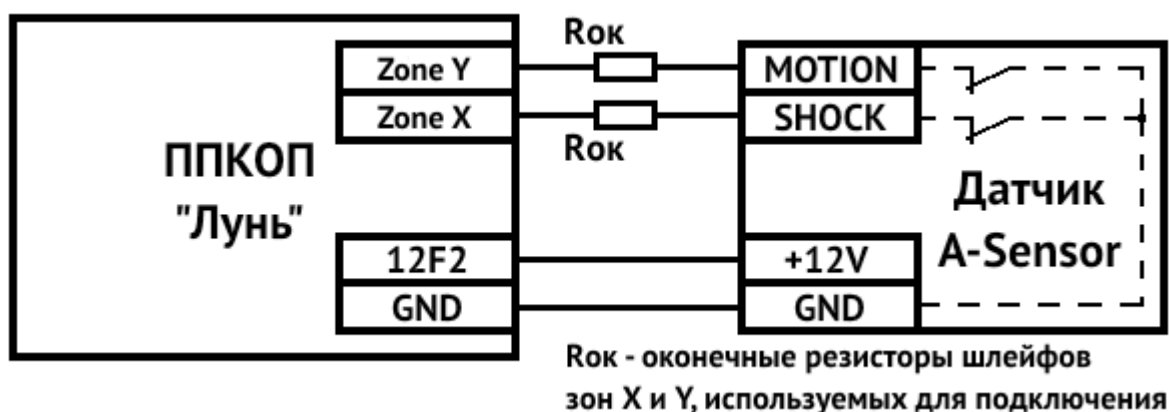 Rок
Zone Y
MOTION
Zone X
SHOCK
Rок
ППКОП
"Лунь"
Датчик
A-Sensor
12F2
+12V
GND
GND
Rок - оконечные резисторы шлейфов
зон X и Y, используемых для подключения